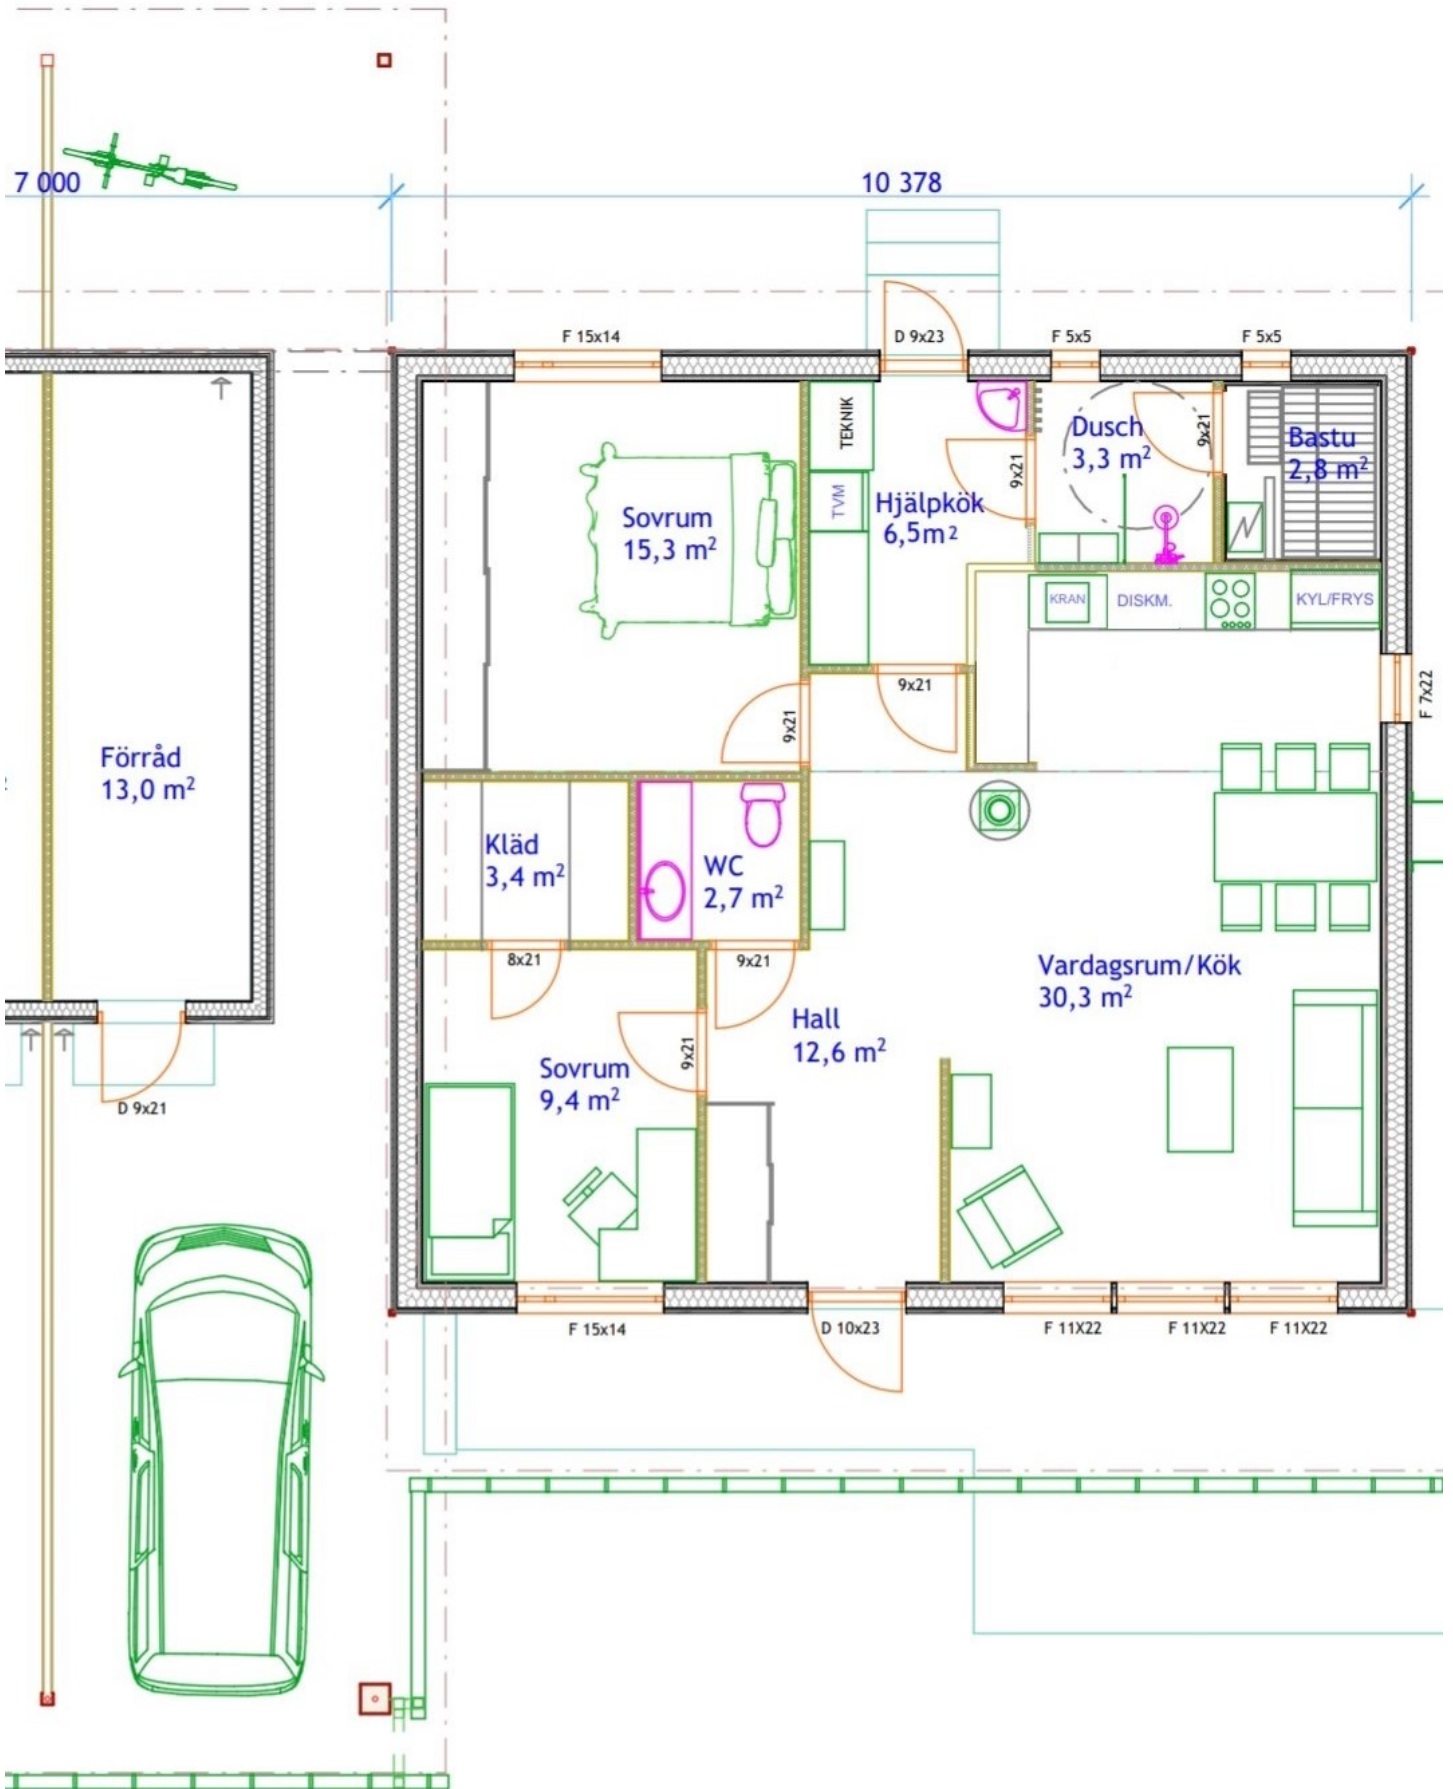 7 000
10 378
F 15x14
D 9x23
F 5x5
F 5x5
TEKNIK
TVM
Hjälpkök
6,5m²
9x21
Dusch
3,3 m²
9x21
Bastu
2,8 m²
Sovrum
15,3 m²
KRAN
DISKM.
KYL/FRYS
9x21
9x21
F 7x22
Förråd
13,0 m²
Kläd
3,4 m²
WC
2,7 m²
8x21
9x21
Vardagsrum/Kök
30,3 m²
Hall
12,6 m²
9x21
Sovrum
9,4 m²
D 9x21
F 15x14
D 10x23
F 11X22
F 11X22
F 11X22